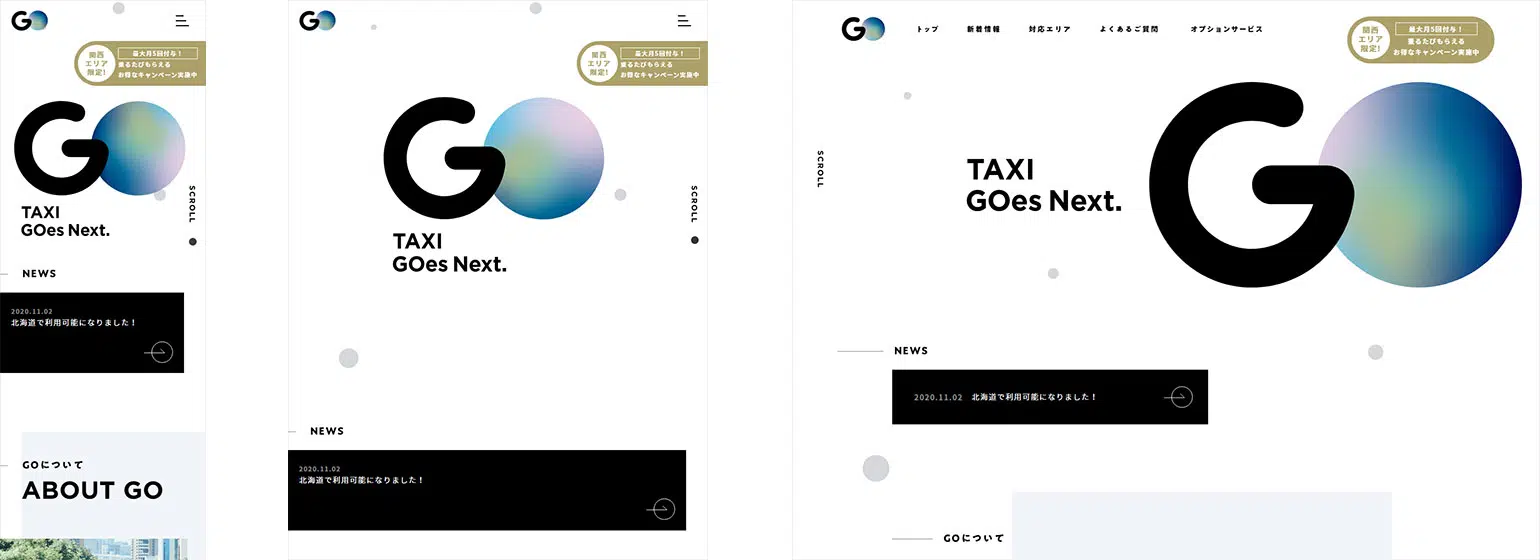 GO
関西
エリア
限定!
最大月5回付与！
乗るたびもらえる
お得なキャンペーン実施中
GO
TAXI
GOes Next.
SCROLL
NEWS
2020.11.02
北海道で利用可能になりました！
GOについて
ABOUT GO
GO
関西
エリア
限定!
最大月5回付与！
乗るたびもらえる
お得なキャンペーン実施中
GO
TAXI
GOes Next.
SCROLL
NEWS
2020.11.02
北海道で利用可能になりました！
GO
トップ
新着情報
対応エリア
よくあるご質問
オプションサービス
関西
エリア
限定!
最大月5回付与！
乗るたびもらえる
お得なキャンペーン実施中
SCROLL
TAXI
GOes Next.
GO
NEWS
2020.11.02 北海道で利用可能になりました！
GOについて